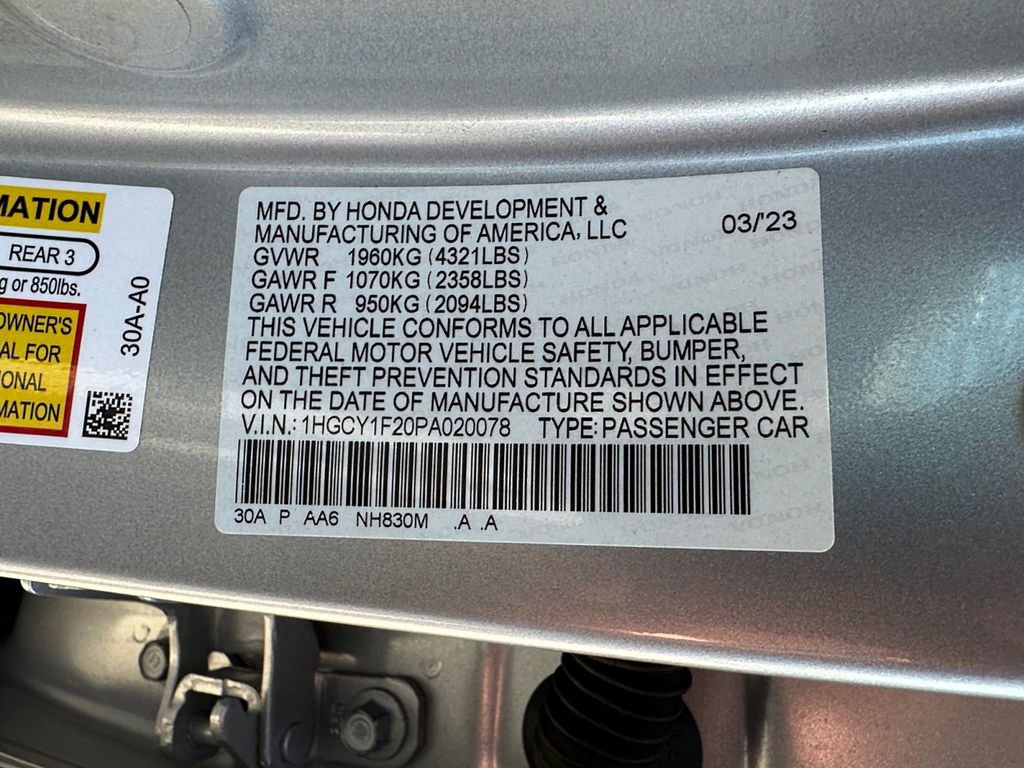 MATION
REAR 3
g or 850lbs.
OWNER'S
AL FOR
IONAL
MATION
30A-A0
MFD. BY HONDA DEVELOPMENT &
MANUFACTURING OF AMERICA, LLC 03/'23
GVWR 1960KG (4321LBS)
GAWR F 1070KG (2358LBS)
GAWR R 950KG (2094LBS)
THIS VEHICLE CONFORMS TO ALL APPLICABLE
FEDERAL MOTOR VEHICLE SAFETY, BUMPER,
AND THEFT PREVENTION STANDARDS IN EFFECT
ON THE DATE OF MANUFACTURE SHOWN ABOVE.
V.I.N.: 1HGCY1F20PA020078 TYPE: PASSENGER CAR
30A P AA6 NH830M .A .A